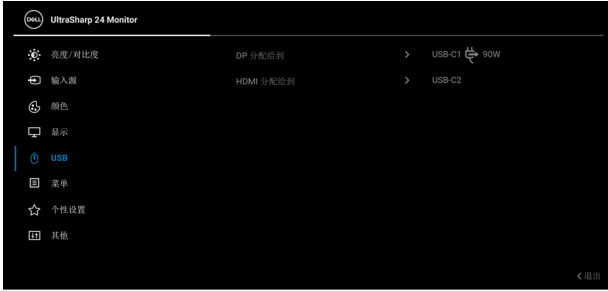 DELL UltraSharp 24 Monitor
亮度/对比度 DP 分配给到 > USB-C1 90W
输入源 HDMI 分配给到 > USB-C2
颜色
显示
USB
菜单
个性设置
其他
<退出